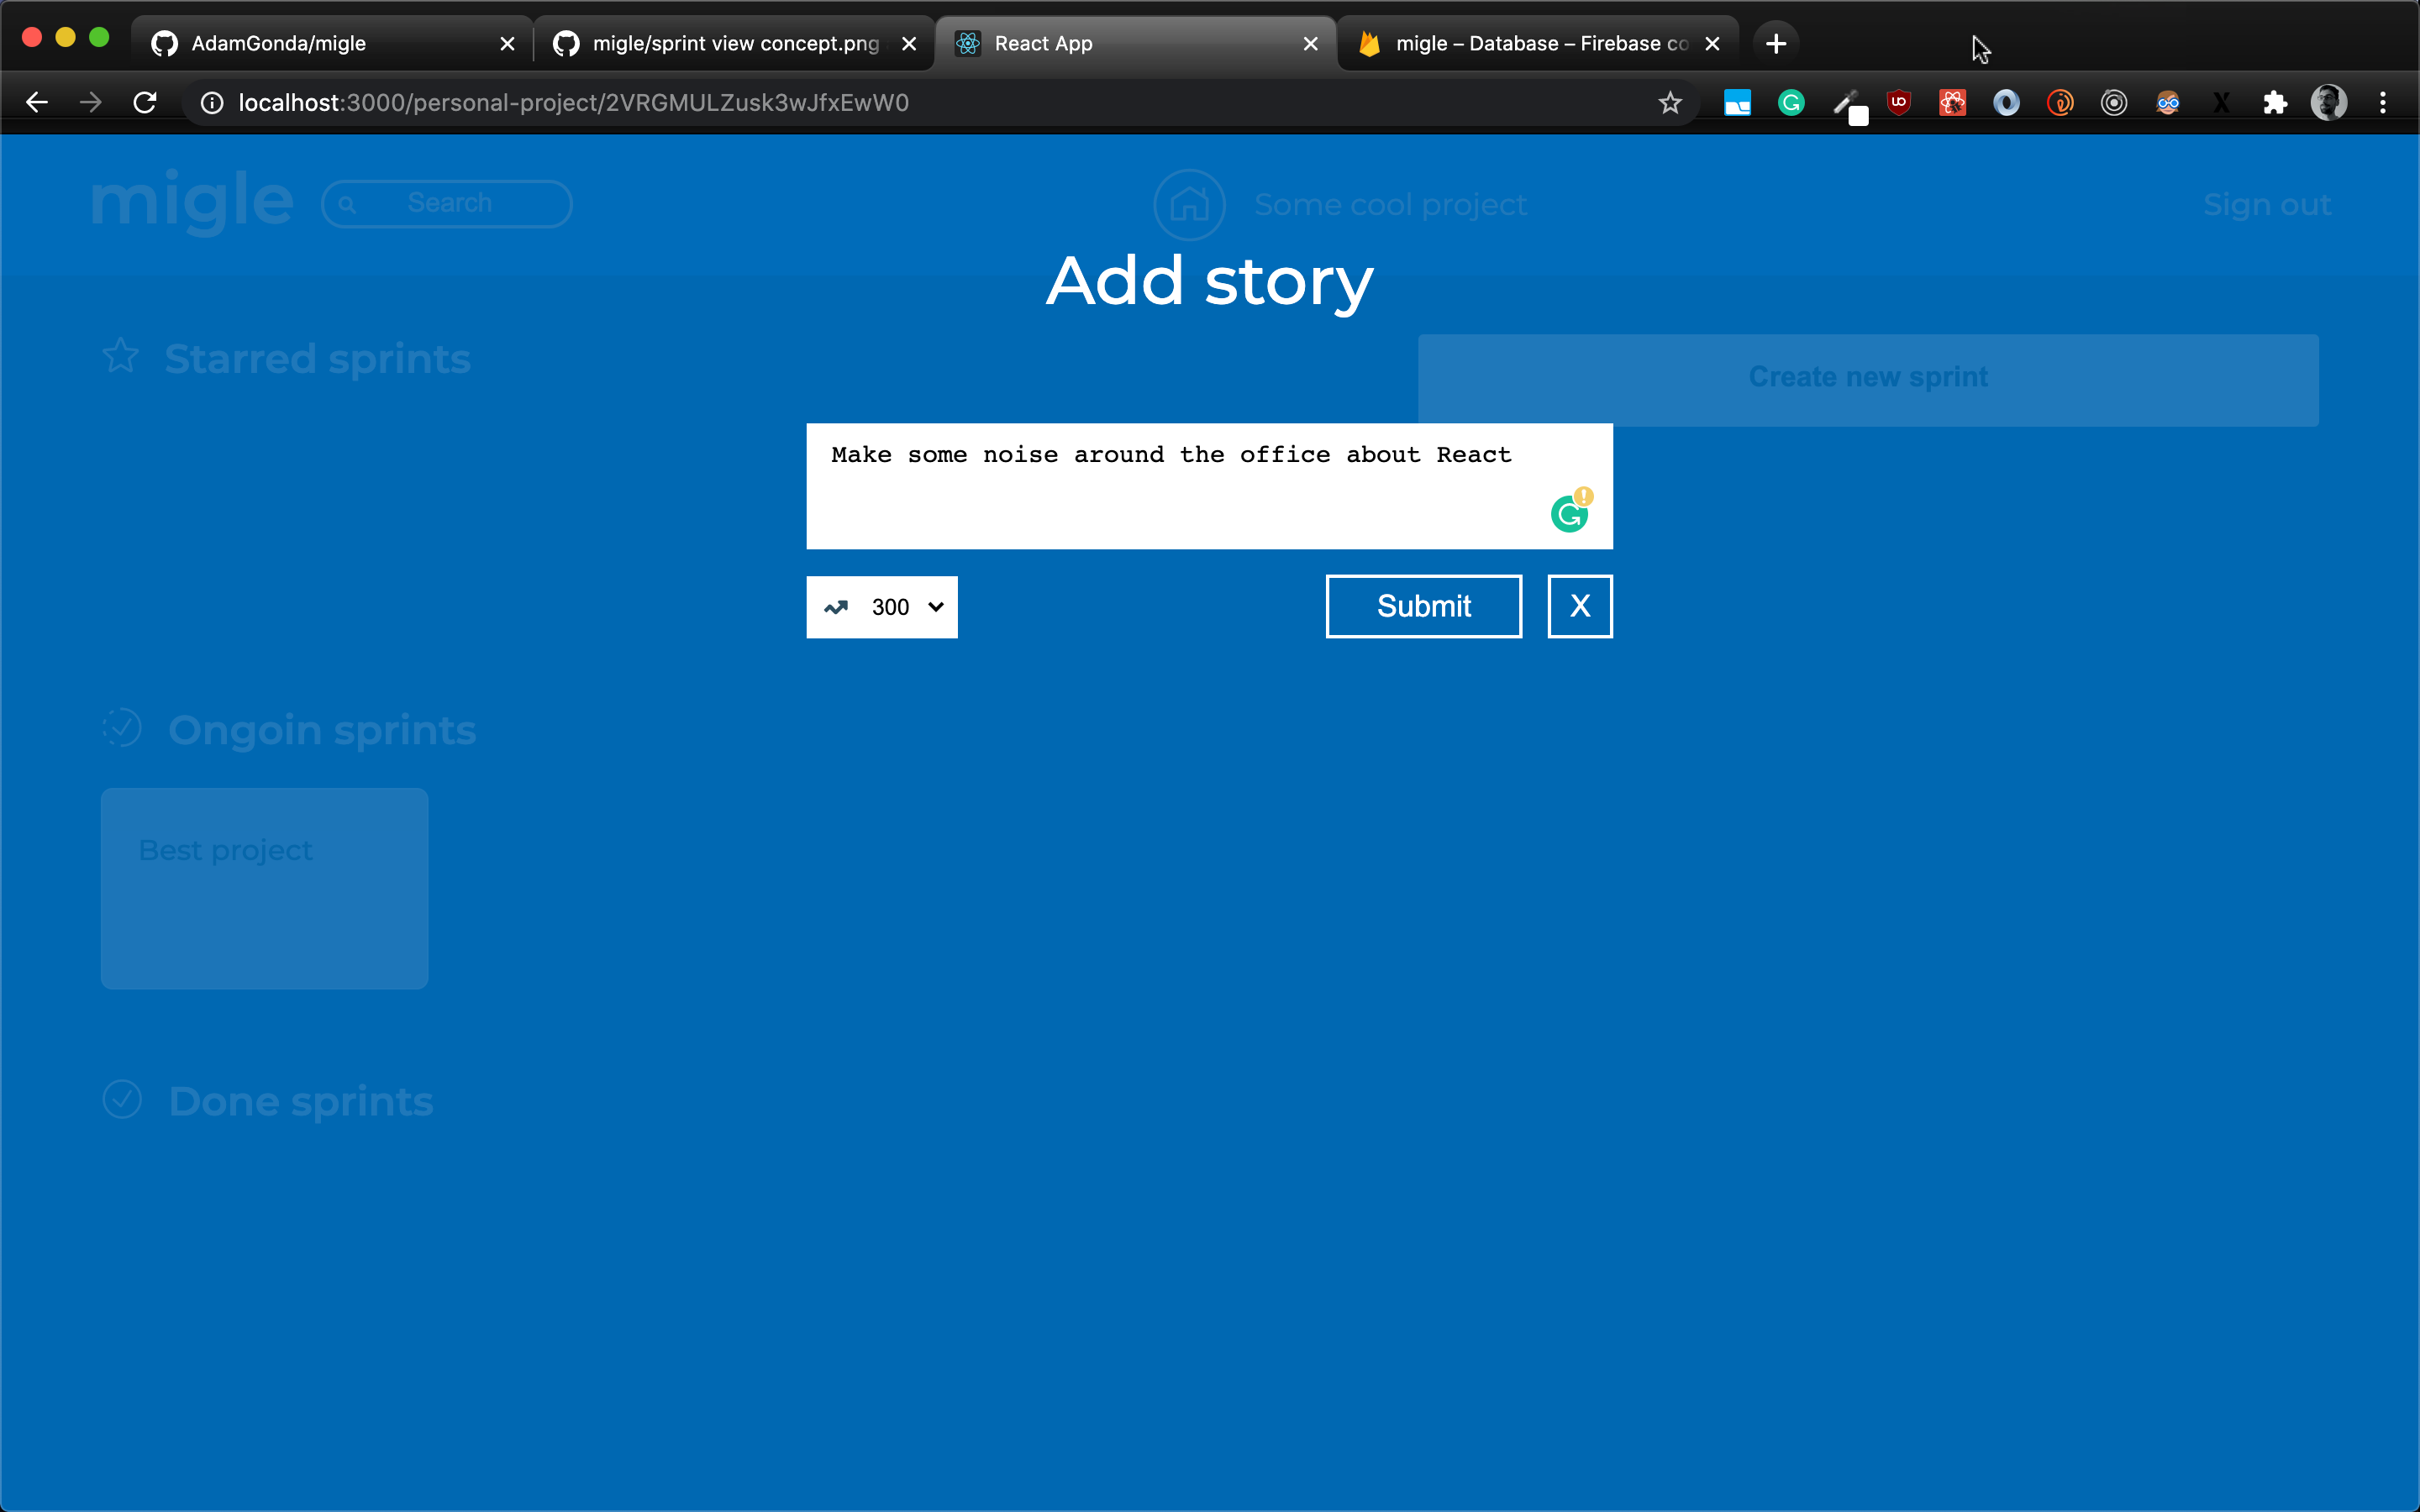 AdamGonda/migle
migle/sprint view concept.png
React App
migle – Database – Firebase co
localhost:3000/personal-project/2VRGMULZusk3wJfxEwW0
migle
Search
Some cool project
Sign out
Add story
Starred sprints
Create new sprint
Make some noise around the office about React
300
Submit
X
Ongoin sprints
Best project
Done sprints